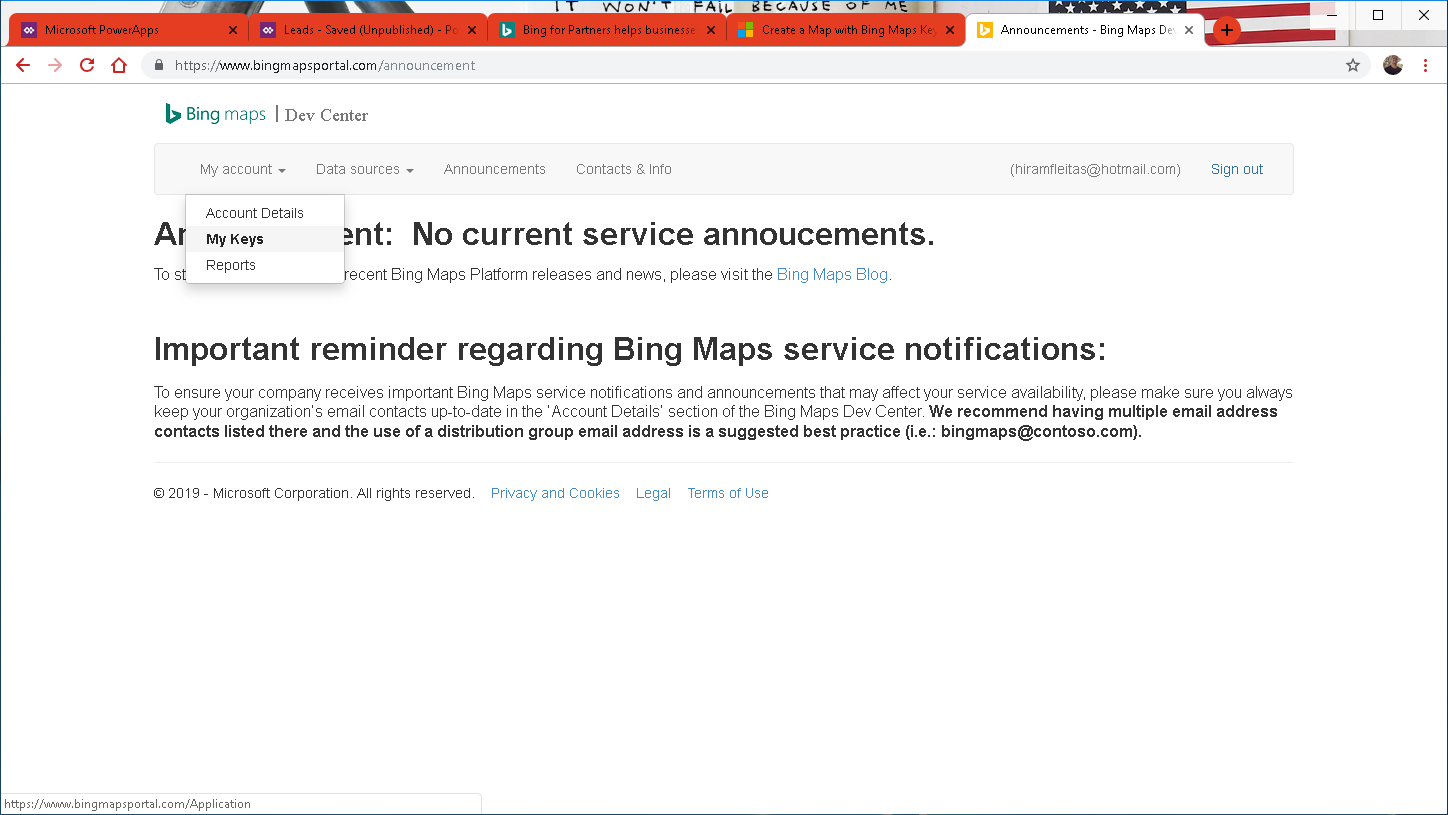 IT WON'T FAIL BECAUSE OF ME
Microsoft PowerApps
Leads - Saved (Unpublished) - Po
Bing for Partners helps businesse
Create a Map with Bing Maps Key
Announcements - Bing Maps Dev
https://www.bingmapsportal.com/announcement
Bing maps | Dev Center
My account Data sources Announcements Contacts & Info (hiramfleitas@hotmail.com) Sign out
Account Details
My Keys
Reports
An ent: No current service annoucements.
To st recent Bing Maps Platform releases and news, please visit the Bing Maps Blog.
Important reminder regarding Bing Maps service notifications:
To ensure your company receives important Bing Maps service notifications and announcements that may affect your service availability, please make sure you always
keep your organization's email contacts up-to-date in the 'Account Details' section of the Bing Maps Dev Center. We recommend having multiple email address
contacts listed there and the use of a distribution group email address is a suggested best practice (i.e.: bingmaps@contoso.com).
© 2019 - Microsoft Corporation. All rights reserved. Privacy and Cookies Legal Terms of Use
https://www.bingmapsportal.com/Application